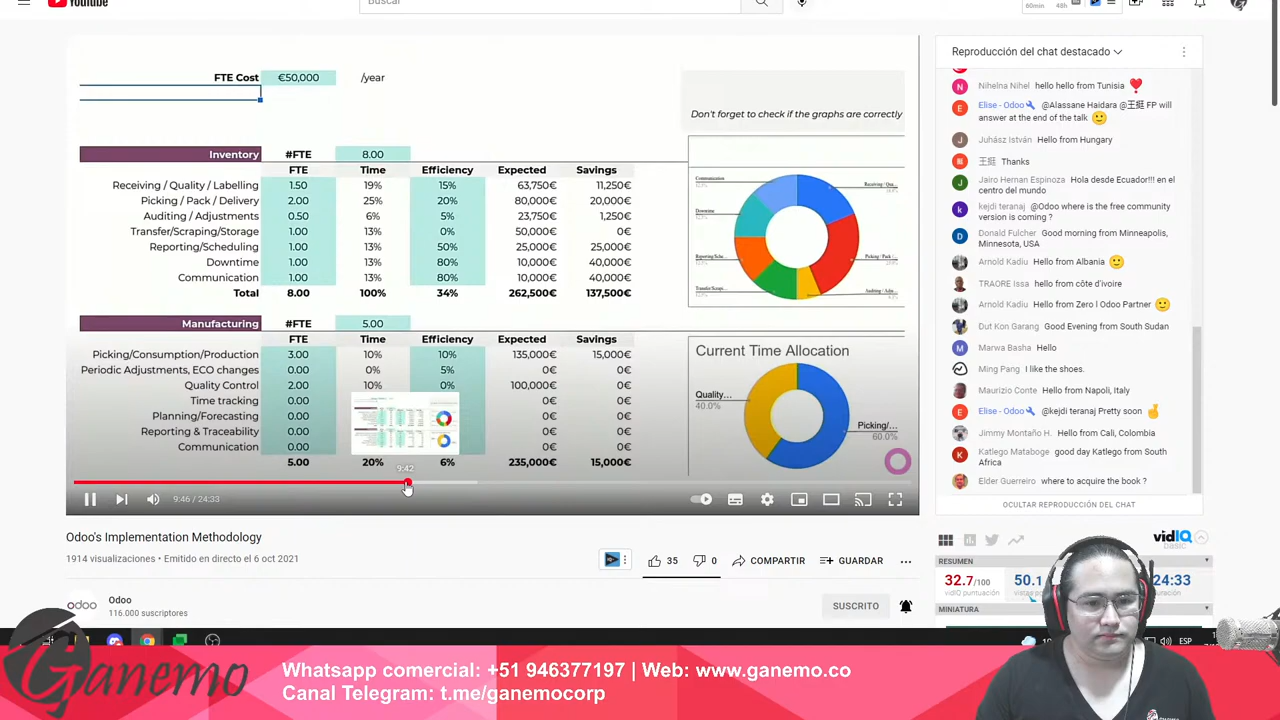 YouTube
Buscar
60min 48h
FTE Cost €50,000 /year
Don't forget to check if the graphs are correctly
Inventory #FTE 8.00
FTE Time Efficiency Expected Savings
Receiving / Quality / Labelling 1.50 19% 15% 63,750€ 11,250€
Picking / Pack / Delivery 2.00 25% 20% 80,000€ 20,000€
Auditing / Adjustments 0.50 6% 5% 23,750€ 1,250€
Transfer/Scraping/Storage 1.00 13% 0% 50,000€ 0€
Reporting/Scheduling 1.00 13% 50% 25,000€ 25,000€
Downtime 1.00 13% 80% 10,000€ 40,000€
Communication 1.00 13% 80% 10,000€ 40,000€
Total 8.00 100% 34% 262,500€ 137,500€
Communication
Downtime
Receiving / Qua...
Picking / Pack /
Manufacturing #FTE 5.00
FTE Time Efficiency Expected Savings
Picking/Consumption/Production 3.00 10% 10% 135,000€ 15,000€
Periodic Adjustments, ECO changes 0.00 0% 5% 0€ 0€
Quality Control 2.00 10% 0% 100,000€ 0€
Time tracking 0.00 0€ 0€
Planning/Forecasting 0.00 0€ 0€
Reporting & Traceability 0.00 0€ 0€
Communication 0.00 0€ 0€
5.00 20% 6% 235,000€ 15,000€
Current Time Allocation
Quality...
40.0%
Picking/...
60.0%
9:42
9:46 / 24:33
Odoo's Implementation Methodology
1914 visualizaciones • Emitido en directo el 6 oct 2021
35 0 COMPARTIR GUARDAR
odoo
Odoo
116.000 suscriptores
SUSCRITO
Reproducción del chat destacado
Nihelna Nihel hello hello from Tunisia
Elise - Odoo @Alassane Haidara @王挺 FP will
answer at the end of the talk
Juhász István Hello from Hungary
王挺 Thanks
Jairo Hernan Espinoza Hola desde Ecuador!!! en el
centro del mundo
kejdi teranaj @Odoo where is the free community
version is coming ?
Donald Fulcher Good morning from Minneapolis,
Minnesota, USA
Arnold Kadiu Hello from Albania
TRAORE Issa hello from côte d'ivoire
Arnold Kadiu Hello from Zero I Odoo Partner
Dut Kon Garang Good Evening from South Sudan
Marwa Basha Hello
Ming Pang I like the shoes.
Maurizio Conte Hello from Napoli, Italy
Elise - Odoo @kejdi teranaj Pretty soon
Jimmy Montaño H. Hello from Cali, Colombia
Katlego Mataboge good day Katlego from South
Africa
Elder Guerreiro where to acquire the book ?
OCULTAR REPRODUCCIÓN DEL CHAT
vidIQ
basic
RESUMEN
32.7/100 50.1 24:33
vidIQ puntuación
MINIATURA
ESP
Ganemo
Whatsapp comercial: +51 946377197 | Web: www.ganemo.co
Canal Telegram: t.me/ganemocorp